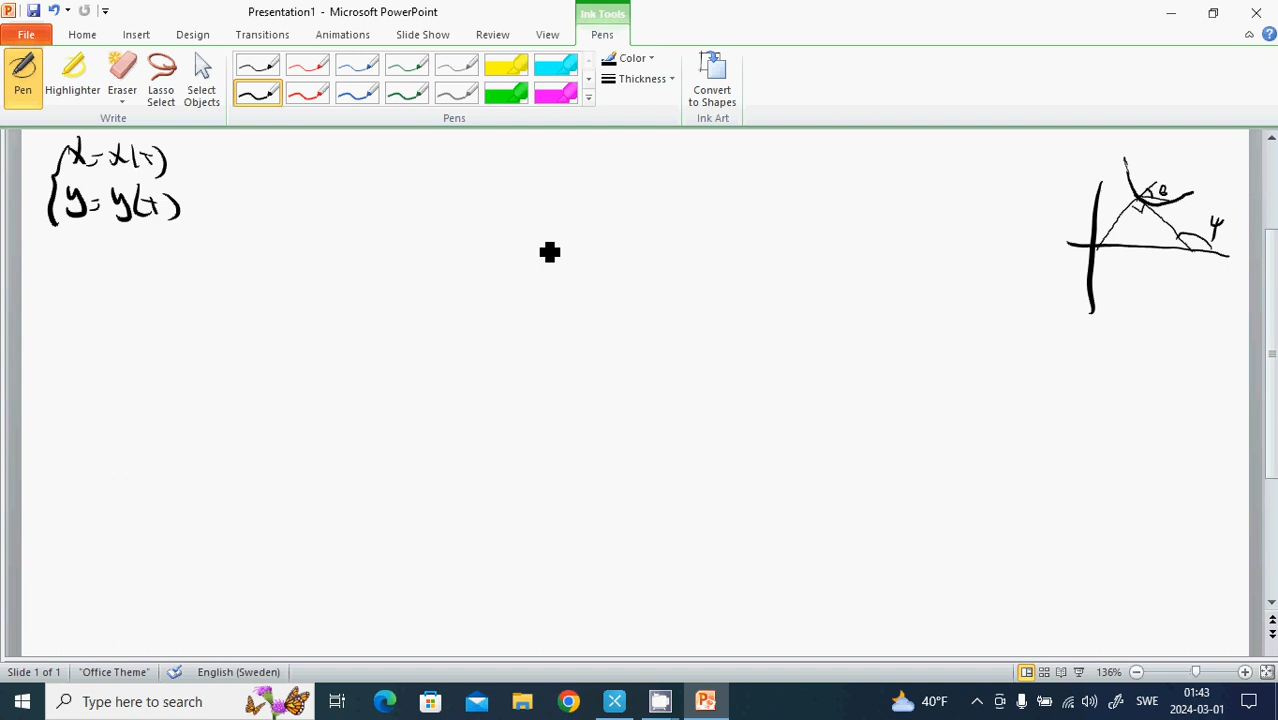 Presentation1 - Microsoft PowerPoint
Ink Tools
File Home Insert Design Transitions Animations Slide Show Review View Pens
Pen
Highlighter
Eraser
Lasso Select
Select Objects
Write
Pens
Color
Thickness
Convert to Shapes
Ink Art
x = x(t)
y = y(t)
θ
ψ
Slide 1 of 1
"Office Theme"
English (Sweden)
136%
Type here to search
40°F
SWE
01:43
2024-03-01